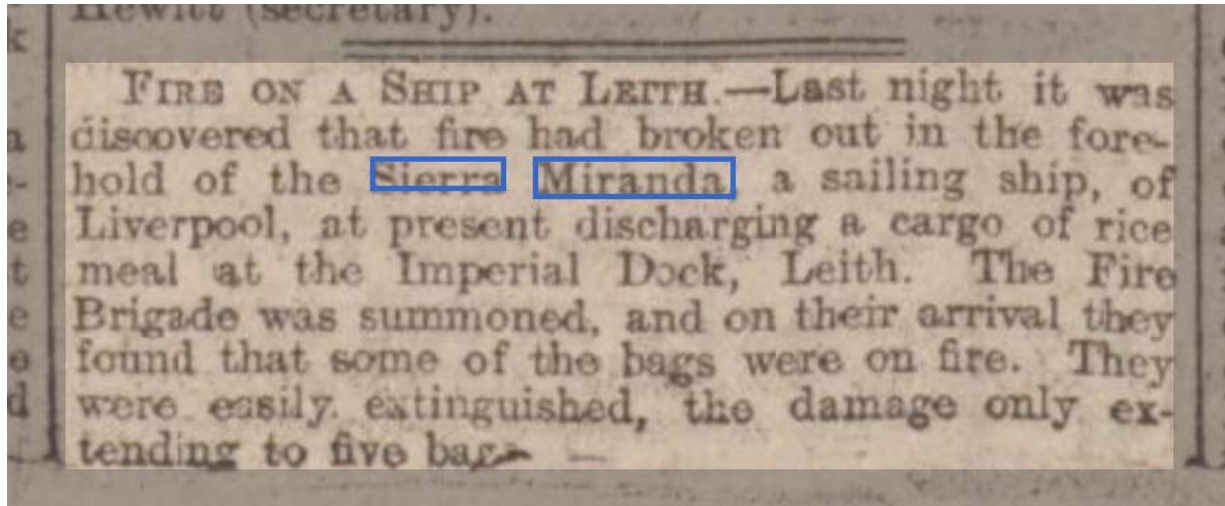 Hewitt (secretary).
FIRE ON A SHIP AT LEITH.—Last night it was
discovered that fire had broken out in the fore-
hold of the Sierra Miranda, a sailing ship, of
Liverpool, at present discharging a cargo of rice
meal at the Imperial Dock, Leith. The Fire
Brigade was summoned, and on their arrival they
found that some of the bags were on fire. They
were easily extinguished, the damage only ex-
tending to five bags